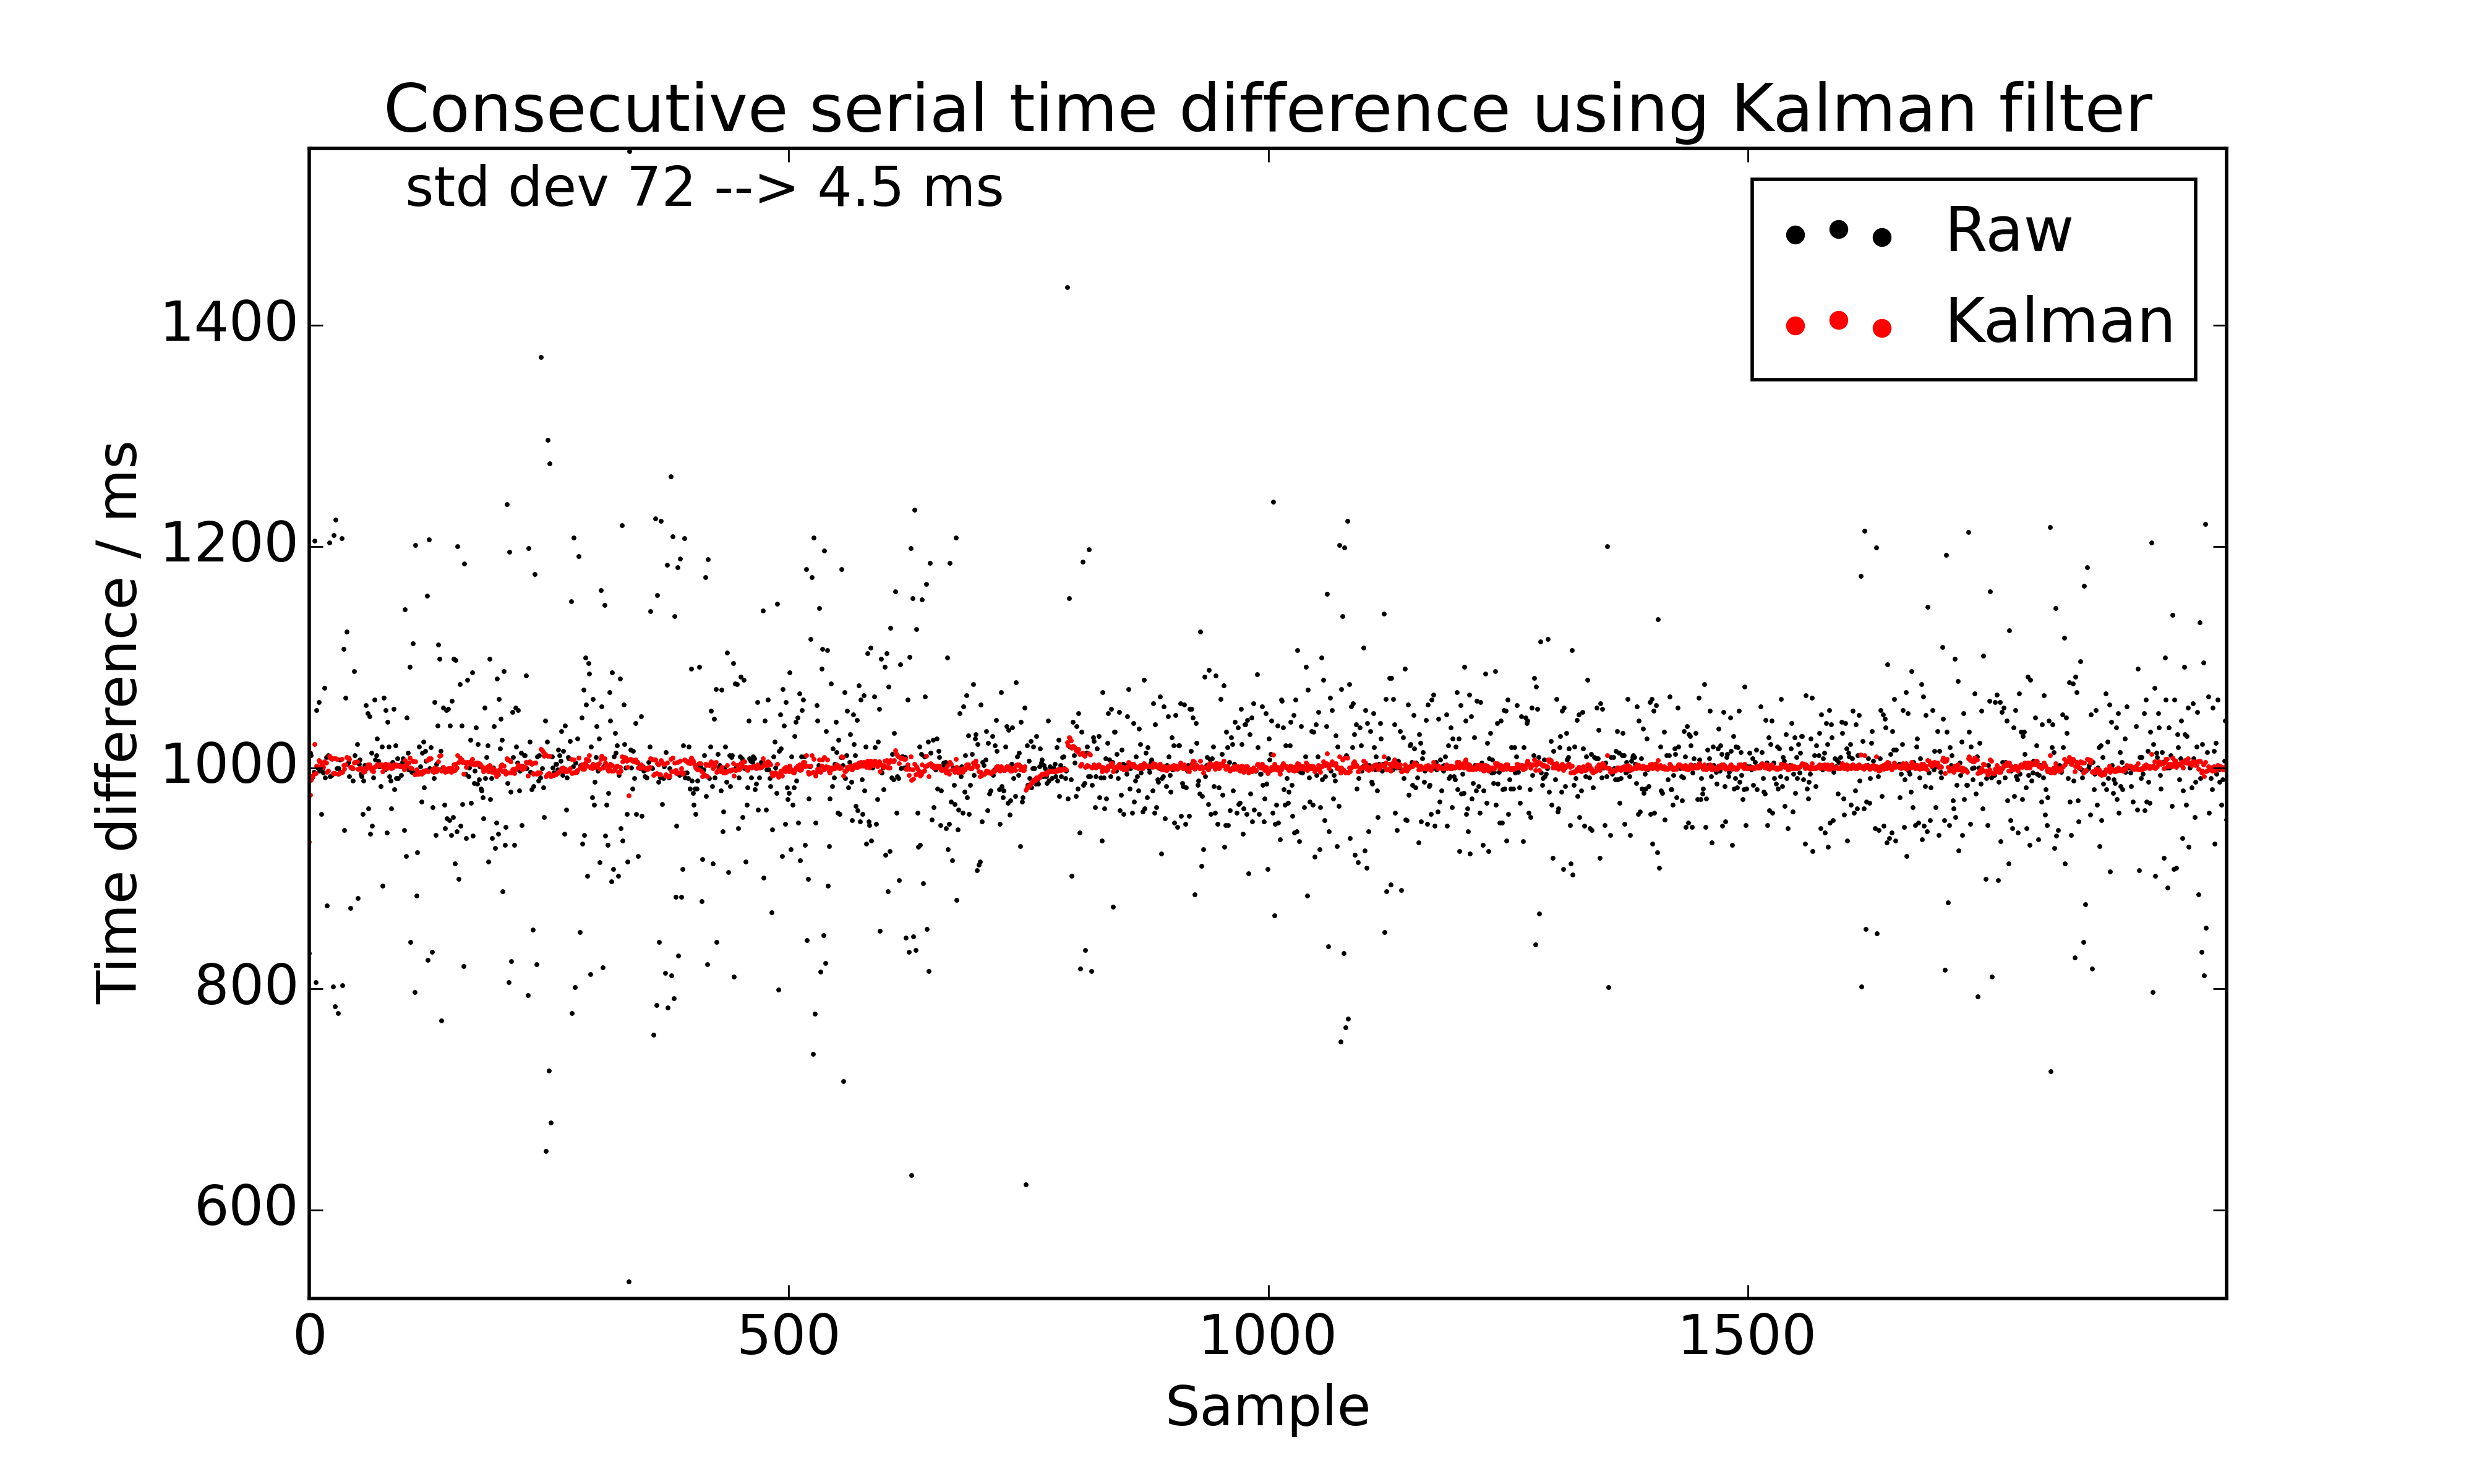 Consecutive serial time difference using Kalman filter
std dev 72 --> 4.5 ms
Raw
Kalman
Time difference / ms
1400
1200
1000
800
600
0 500 1000 1500
Sample